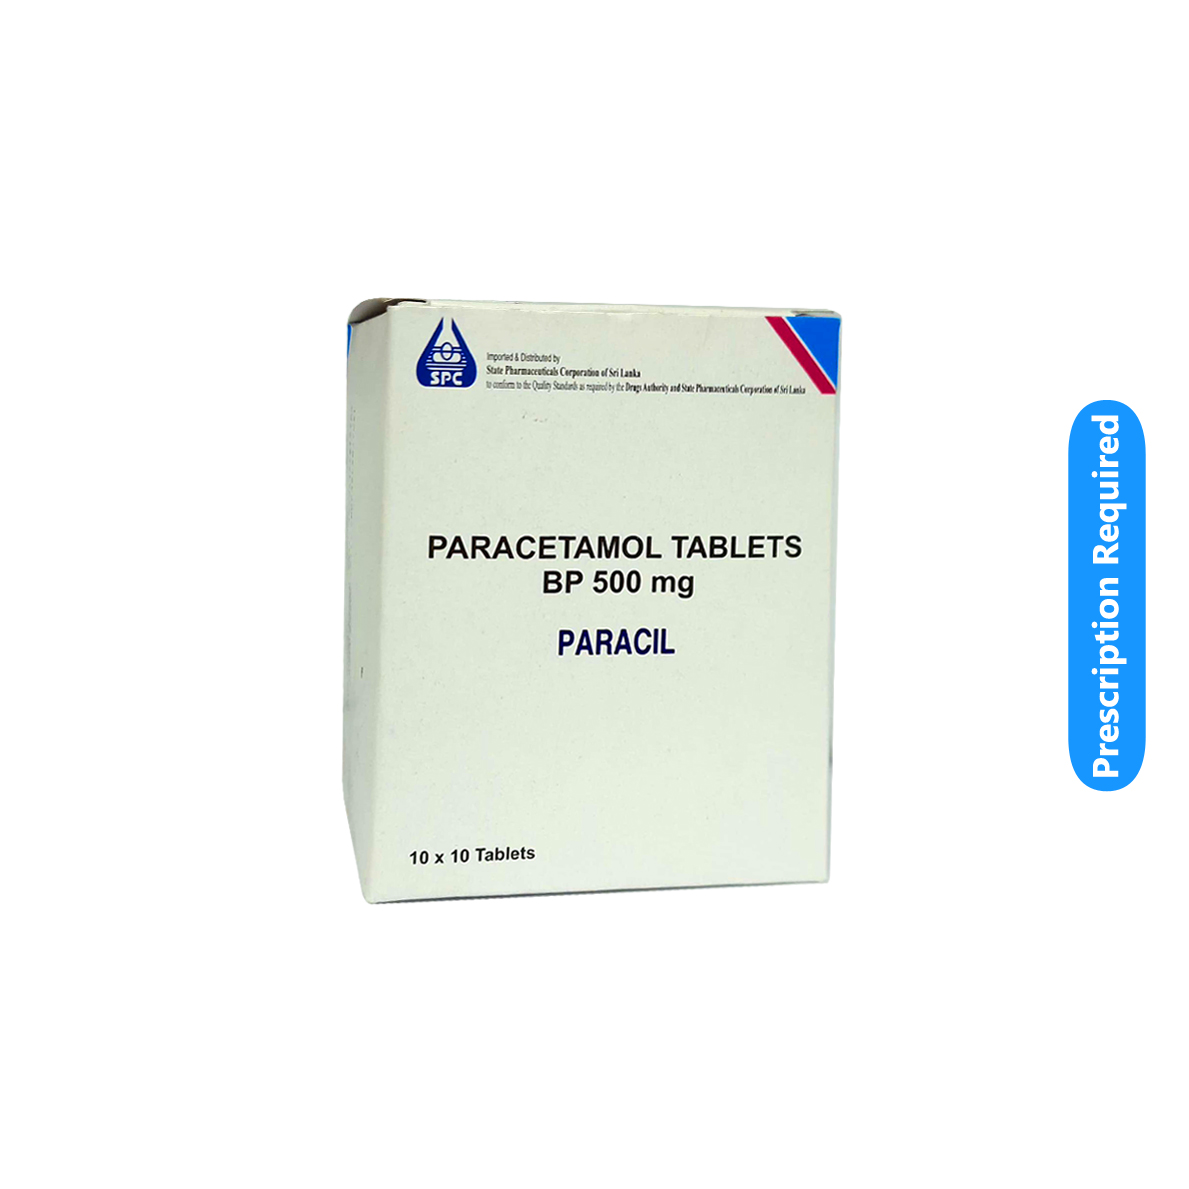 SPC
Imported & Distributed by
State Pharmaceuticals Corporation of Sri Lanka
to conform to the Quality Standards as required by the Drugs Authority and State Pharmaceuticals Corporation of Sri Lanka
PARACETAMOL TABLETS
BP 500 mg
PARACIL
10 x 10 Tablets
Prescription Required